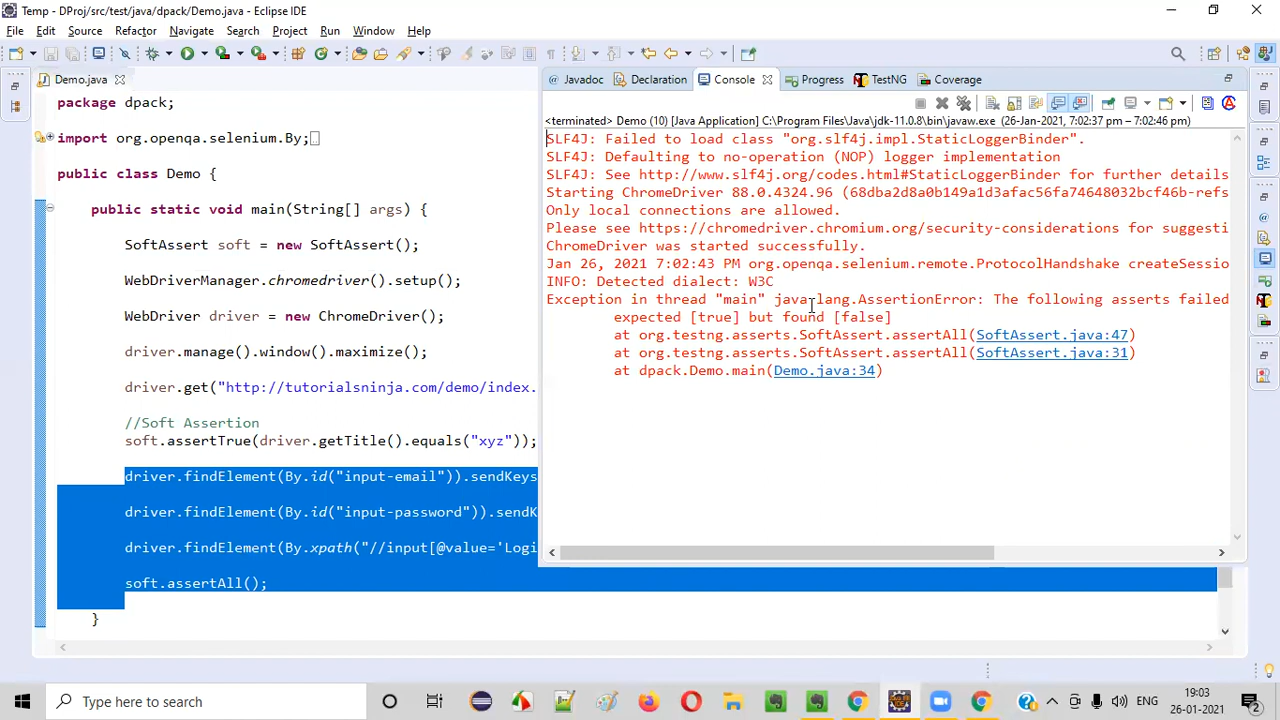 Temp - DProj/src/test/java/dpack/Demo.java - Eclipse IDE
File Edit Source Refactor Navigate Search Project Run Window Help
Demo.java
package dpack;
import org.openqa.selenium.By;
public class Demo {
public static void main(String[] args) {
SoftAssert soft = new SoftAssert();
WebDriverManager.chromedriver().setup();
WebDriver driver = new ChromeDriver();
driver.manage().window().maximize();
driver.get("http://tutorialsninja.com/demo/index.
//Soft Assertion
soft.assertTrue(driver.getTitle().equals("xyz"));
driver.findElement(By.id("input-email")).sendKeys
driver.findElement(By.id("input-password")).sendK
driver.findElement(By.xpath("//input[@value='Logi
soft.assertAll();
}
Javadoc Declaration Console Progress TestNG Coverage
<terminated> Demo (10) [Java Application] C:\Program Files\Java\jdk-11.0.8\bin\javaw.exe (26-Jan-2021, 7:02:37 pm – 7:02:46 pm)
SLF4J: Failed to load class "org.slf4j.impl.StaticLoggerBinder".
SLF4J: Defaulting to no-operation (NOP) logger implementation
SLF4J: See http://www.slf4j.org/codes.html#StaticLoggerBinder for further details
Starting ChromeDriver 88.0.4324.96 (68dba2d8a0b149a1d3afac56fa74648032bcf46b-refs
Only local connections are allowed.
Please see https://chromedriver.chromium.org/security-considerations for suggesti
ChromeDriver was started successfully.
Jan 26, 2021 7:02:43 PM org.openqa.selenium.remote.ProtocolHandshake createSessio
INFO: Detected dialect: W3C
Exception in thread "main" java.lang.AssertionError: The following asserts failed
expected [true] but found [false]
at org.testng.asserts.SoftAssert.assertAll(SoftAssert.java:47)
at org.testng.asserts.SoftAssert.assertAll(SoftAssert.java:31)
at dpack.Demo.main(Demo.java:34)
Type here to search
ENG
19:03
26-01-2021
2